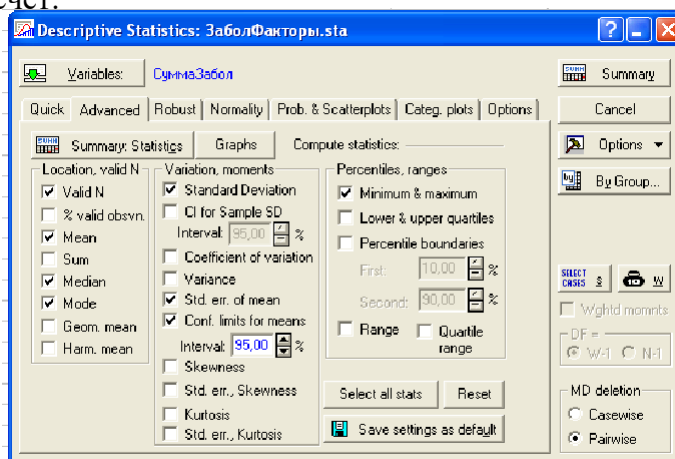 счет.
Descriptive Statistics: ЗаболФакторы.sta
Variables: СуммаЗабол
Summary
Quick Advanced Robust Normality Prob. & Scatterplots Categ. plots Options
Cancel
Summary: Statistics Graphs Compute statistics:
Options
By Group...
Location, valid N
Valid N
% valid obsvn.
Mean
Sum
Median
Mode
Geom. mean
Harm. mean
Variation, moments
Standard Deviation
CI for Sample SD
Interval: 95,00 %
Coefficient of variation
Variance
Std. err. of mean
Conf. limits for means
Interval: 95,00 %
Skewness
Std. err., Skewness
Kurtosis
Std. err., Kurtosis
Percentiles, ranges
Minimum & maximum
Lower & upper quartiles
Percentile boundaries
First: 10,00 %
Second: 90,00 %
Range Quartile
range
Select all stats Reset
Save settings as default
SELECT
CASES S W
Wghtd momnts
DF =
W-1 N-1
MD deletion
Casewise
Pairwise